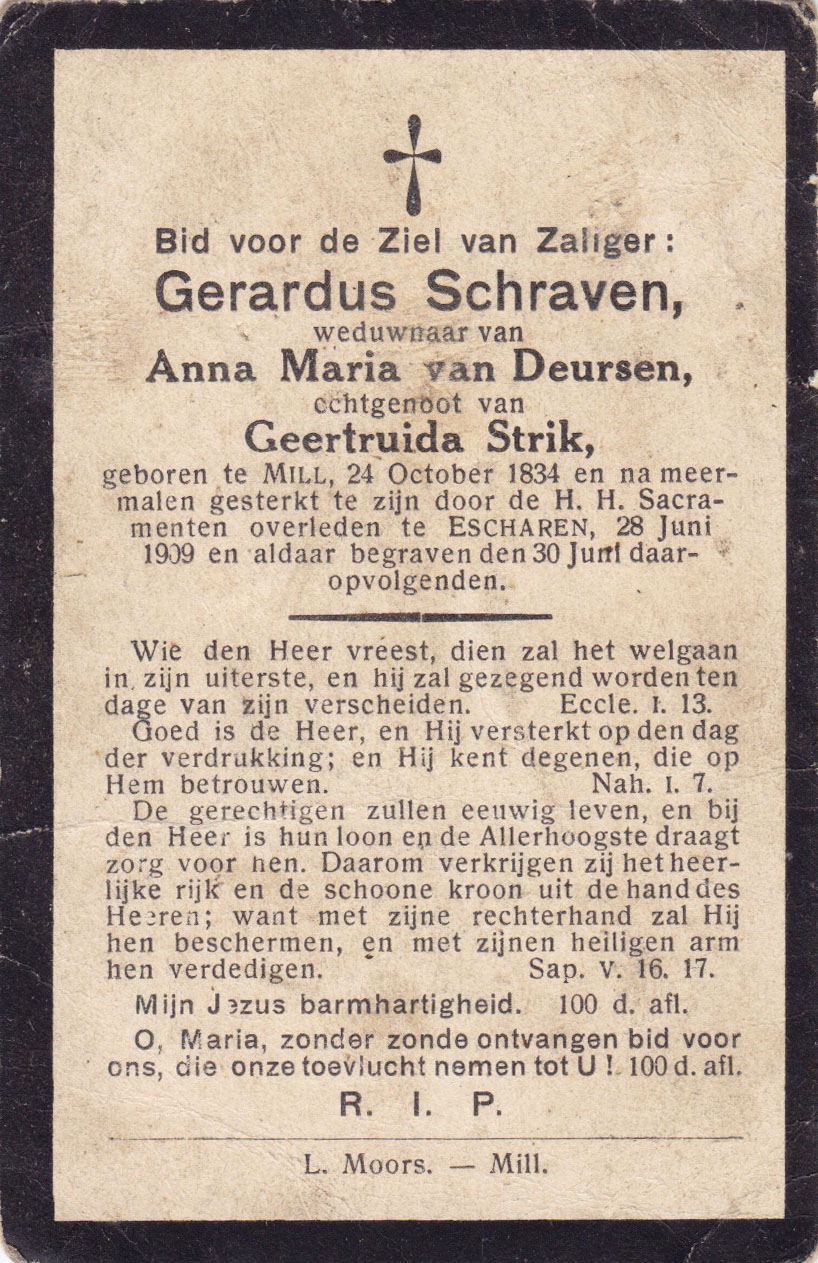 Bid voor de Ziel van Zaliger:
Gerardus Schraven,
weduwnaar van
Anna Maria van Deursen,
echtgenoot van
Geertruida Strik,
geboren te MILL, 24 October 1834 en na meer-
malen gesterkt te zijn door de H. H. Sacra-
menten overleden te ESCHAREN, 28 Juni
1909 en aldaar begraven den 30 Juni daar-
opvolgenden.
Wie den Heer vreest, dien zal het welgaan
in zijn uiterste, en hij zal gezegend worden ten
dage van zijn verscheiden. Eccle. I. 13.
Goed is de Heer, en Hij versterkt op den dag
der verdrukking; en Hij kent degenen, die op
Hem betrouwen. Nah. I. 7.
De gerechtigen zullen eeuwig leven, en bij
den Heer is hun loon en de Allerhoogste draagt
zorg voor hen. Daarom verkrijgen zij het heer-
lijke rijk en de schoone kroon uit de hand des
Heeren; want met zijne rechterhand zal Hij
hen beschermen, en met zijnen heiligen arm
hen verdedigen. Sap. V. 16. 17.
Mijn Jezus barmhartigheid. 100 d. afl.
O, Maria, zonder zonde ontvangen bid voor
ons, die onze toevlucht nemen tot U! 100 d. afl.
R. I. P.
L. Moors. — Mill.